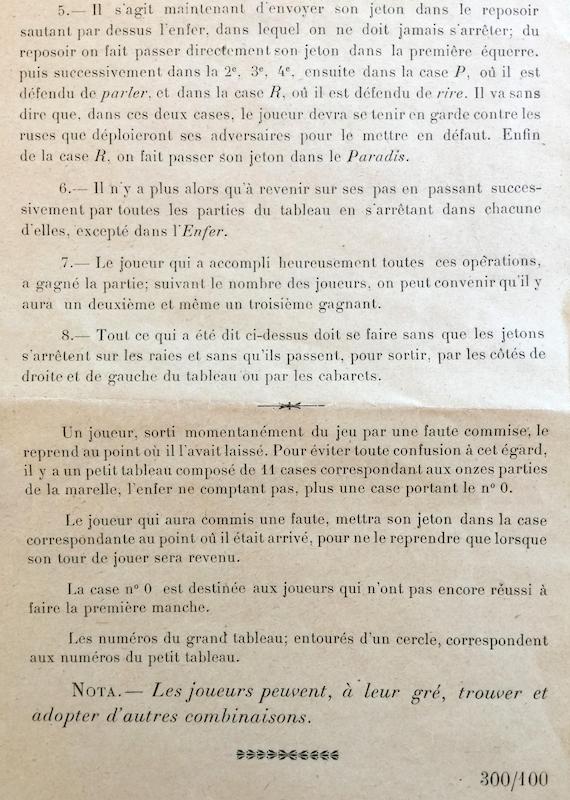 5.— Il s'agit maintenant d'envoyer son jeton dans le reposoir
sautant par dessus l'enfer, dans lequel on ne doit jamais s'arrêter; du
reposoir on fait passer directement son jeton dans la première équerre.
puis successivement dans la 2e, 3e, 4e, ensuite dans la case P, où il est
défendu de parler, et dans la case R, où il est défendu de rire. Il va sans
dire que, dans ces deux cases, le joueur devra se tenir en garde contre les
ruses que déploieront ses adversaires pour le mettre en défaut. Enfin
de la case R, on fait passer son jeton dans le Paradis.
6.— Il n'y a plus alors qu'à revenir sur ses pas en passant succes-
sivement par toutes les parties du tableau en s'arrêtant dans chacune
d'elles, excepté dans l'Enfer.
7.— Le joueur qui a accompli heureusement toutes ces opérations,
a gagné la partie; suivant le nombre des joueurs, on peut convenir qu'il y
aura un deuxième et même un troisième gagnant.
8.— Tout ce qui a été dit ci-dessus doit se faire sans que les jetons
s'arrêtent sur les raies et sans qu'ils passent, pour sortir, par les côtés de
droite et de gauche du tableau ou par les cabarets.
Un joueur, sorti momentanément du jeu par une faute commise, le
reprend au point où il l'avait laissé. Pour éviter toute confusion à cet égard,
il y a un petit tableau composé de 11 cases correspondant aux onzes parties
de la marelle, l'enfer ne comptant pas, plus une case portant le no 0.
Le joueur qui aura commis une faute, mettra son jeton dans la case
correspondante au point où il était arrivé, pour ne le reprendre que lorsque
son tour de jouer sera revenu.
La case no 0 est destinée aux joueurs qui n'ont pas encore réussi à
faire la première manche.
Les numéros du grand tableau; entourés d'un cercle, correspondent
aux numéros du petit tableau.
NOTA.— Les joueurs peuvent, à leur gré, trouver et
adopter d'autres combinaisons.
300/100